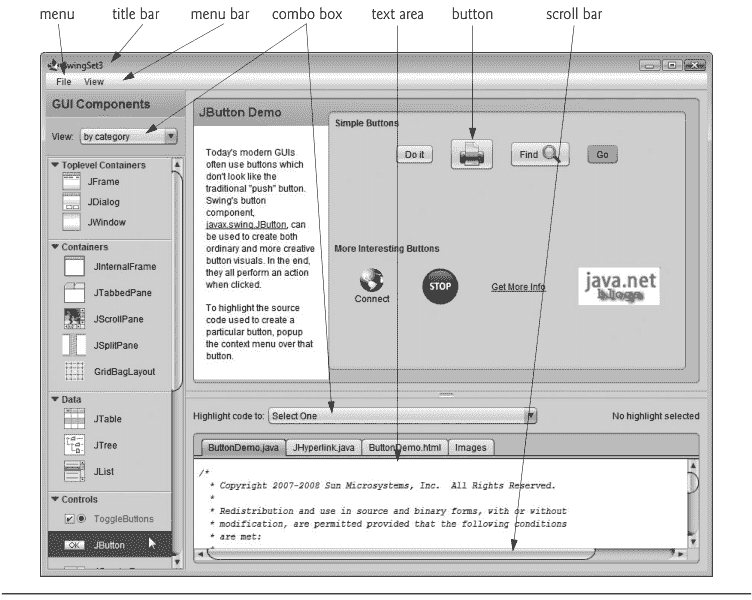 menu title bar menu bar combo box text area button scroll bar
SwingSet3
File View
GUI Components
View: by category
Toplevel Containers
JFrame
JDialog
JWindow
Containers
JInternalFrame
JTabbedPane
JScrollPane
JSplitPane
GridBagLayout
Data
JTable
JTree
JList
Controls
ToggleButtons
OK JButton
JButton Demo
Today's modern GUIs
often use buttons which
don't look like the
traditional "push" button.
Swing's button
component,
javax.swing.JButton, can
be used to create both
ordinary and more creative
button visuals. In the end,
they all perform an action
when clicked.
To highlight the source
code used to create a
particular button, popup
the context menu over that
button.
Simple Buttons
Do it Find Go
More Interesting Buttons
Connect
STOP
Get More Info
java.net
blogs
Highlight code to: Select One No highlight selected
ButtonDemo.java JHyperlink.java ButtonDemo.html Images
/*
* Copyright 2007-2008 Sun Microsystems, Inc. All Rights Reserved.
*
* Redistribution and use in source and binary forms, with or without
* modification, are permitted provided that the following conditions
* are met:
*